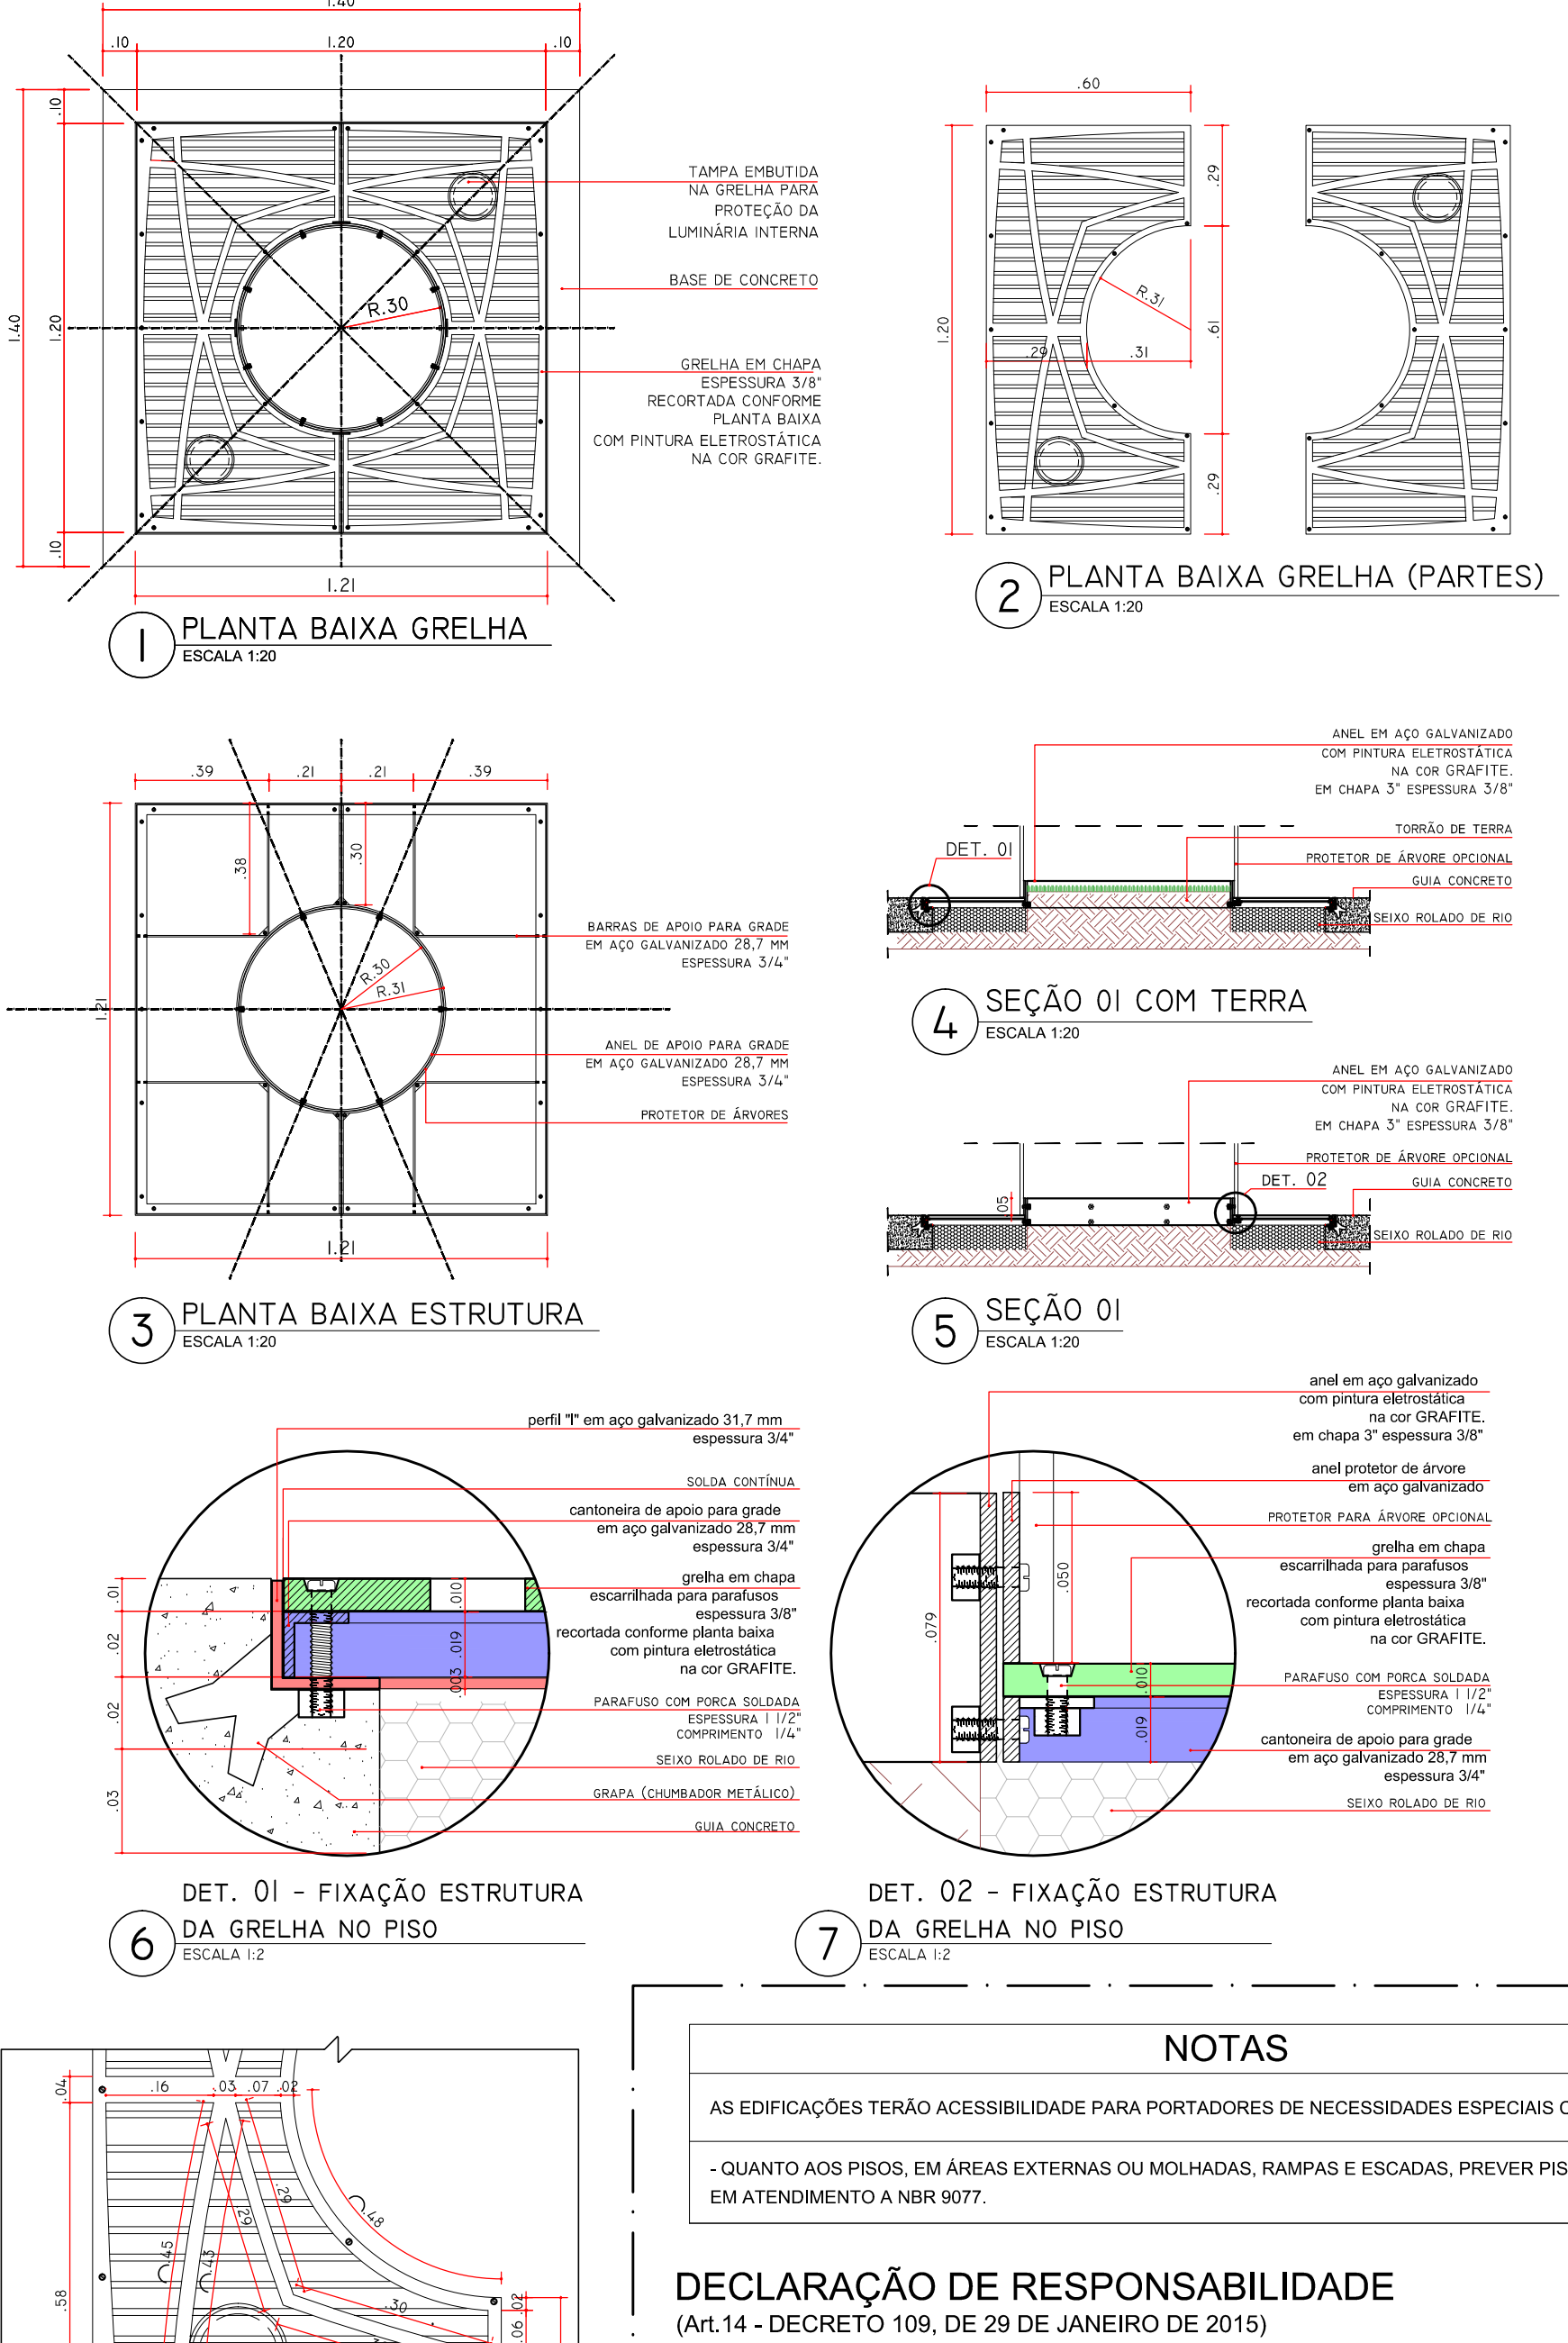 1.40
.10
1.20
.10
.10
1.40
1.20
.10
1.21
R.30
TAMPA EMBUTIDA
NA GRELHA PARA
PROTEÇÃO DA
LUMINÁRIA INTERNA
BASE DE CONCRETO
GRELHA EM CHAPA
ESPESSURA 3/8"
RECORTADA CONFORME
PLANTA BAIXA
COM PINTURA ELETROSTÁTICA
NA COR GRAFITE.
1 PLANTA BAIXA GRELHA
ESCALA 1:20
.60
.29
1.20
R.31
.61
.29
.31
.29
2 PLANTA BAIXA GRELHA (PARTES)
ESCALA 1:20
.39
.21
.21
.39
.38
.30
R.30
R.31
1.21
1.21
BARRAS DE APOIO PARA GRADE
EM AÇO GALVANIZADO 28,7 MM
ESPESSURA 3/4"
ANEL DE APOIO PARA GRADE
EM AÇO GALVANIZADO 28,7 MM
ESPESSURA 3/4"
PROTETOR DE ÁRVORES
3 PLANTA BAIXA ESTRUTURA
ESCALA 1:20
ANEL EM AÇO GALVANIZADO
COM PINTURA ELETROSTÁTICA
NA COR GRAFITE.
EM CHAPA 3" ESPESSURA 3/8"
TORRÃO DE TERRA
DET. 01
PROTETOR DE ÁRVORE OPCIONAL
GUIA CONCRETO
SEIXO ROLADO DE RIO
4 SEÇÃO 01 COM TERRA
ESCALA 1:20
ANEL EM AÇO GALVANIZADO
COM PINTURA ELETROSTÁTICA
NA COR GRAFITE.
EM CHAPA 3" ESPESSURA 3/8"
PROTETOR DE ÁRVORE OPCIONAL
DET. 02
GUIA CONCRETO
.05
SEIXO ROLADO DE RIO
5 SEÇÃO 01
ESCALA 1:20
perfil "l" em aço galvanizado 31,7 mm
espessura 3/4"
SOLDA CONTÍNUA
cantoneira de apoio para grade
em aço galvanizado 28,7 mm
espessura 3/4"
grelha em chapa
escarrilhada para parafusos
espessura 3/8"
recortada conforme planta baixa
com pintura eletrostática
na cor GRAFITE.
PARAFUSO COM PORCA SOLDADA
ESPESSURA 1 1/2"
COMPRIMENTO 1/4"
SEIXO ROLADO DE RIO
GRAPA (CHUMBADOR METÁLICO)
GUIA CONCRETO
.01
.02
.02
.03
.010
.019
.003
DET. 01 - FIXAÇÃO ESTRUTURA
6 DA GRELHA NO PISO
ESCALA 1:2
anel em aço galvanizado
com pintura eletrostática
na cor GRAFITE.
em chapa 3" espessura 3/8"
anel protetor de árvore
em aço galvanizado
PROTETOR PARA ÁRVORE OPCIONAL
grelha em chapa
escarrilhada para parafusos
espessura 3/8"
recortada conforme planta baixa
com pintura eletrostática
na cor GRAFITE.
PARAFUSO COM PORCA SOLDADA
ESPESSURA 1 1/2"
COMPRIMENTO 1/4"
cantoneira de apoio para grade
em aço galvanizado 28,7 mm
espessura 3/4"
SEIXO ROLADO DE RIO
.079
.050
.010
.019
DET. 02 - FIXAÇÃO ESTRUTURA
7 DA GRELHA NO PISO
ESCALA 1:2
.04
.16
.03
.07
.02
.58
.45
.43
.29
.29
.48
.30
.02
.06
NOTAS
AS EDIFICAÇÕES TERÃO ACESSIBILIDADE PARA PORTADORES DE NECESSIDADES ESPECIAIS
- QUANTO AOS PISOS, EM ÁREAS EXTERNAS OU MOLHADAS, RAMPAS E ESCADAS, PREVER PIS
EM ATENDIMENTO A NBR 9077.
DECLARAÇÃO DE RESPONSABILIDADE
(Art.14 - DECRETO 109, DE 29 DE JANEIRO DE 2015)